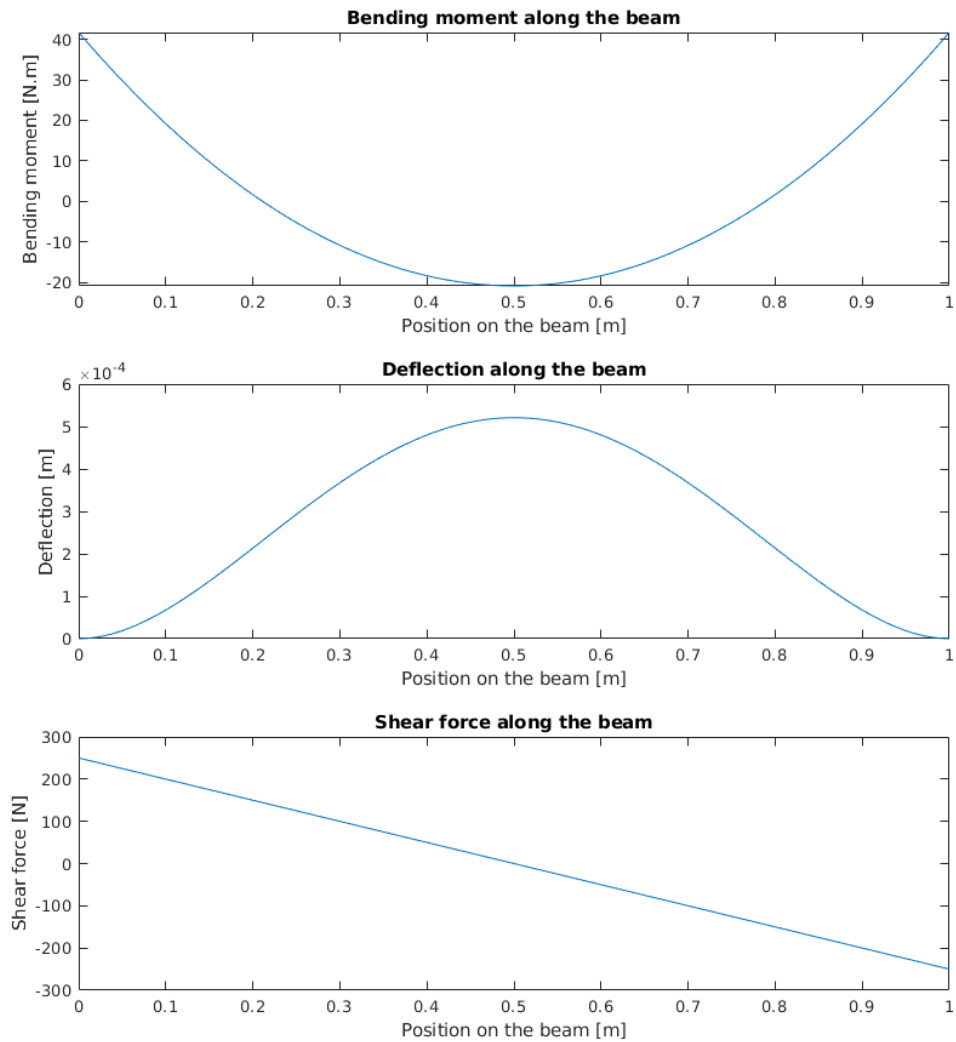 Bending moment along the beam
Bending moment [N.m]
40
30
20
10
0
-10
-20
0 0.1 0.2 0.3 0.4 0.5 0.6 0.7 0.8 0.9 1
Position on the beam [m]
Deflection along the beam
×10-4
Deflection [m]
6
5
4
3
2
1
0
0 0.1 0.2 0.3 0.4 0.5 0.6 0.7 0.8 0.9 1
Position on the beam [m]
Shear force along the beam
Shear force [N]
300
200
100
0
-100
-200
-300
0 0.1 0.2 0.3 0.4 0.5 0.6 0.7 0.8 0.9 1
Position on the beam [m]